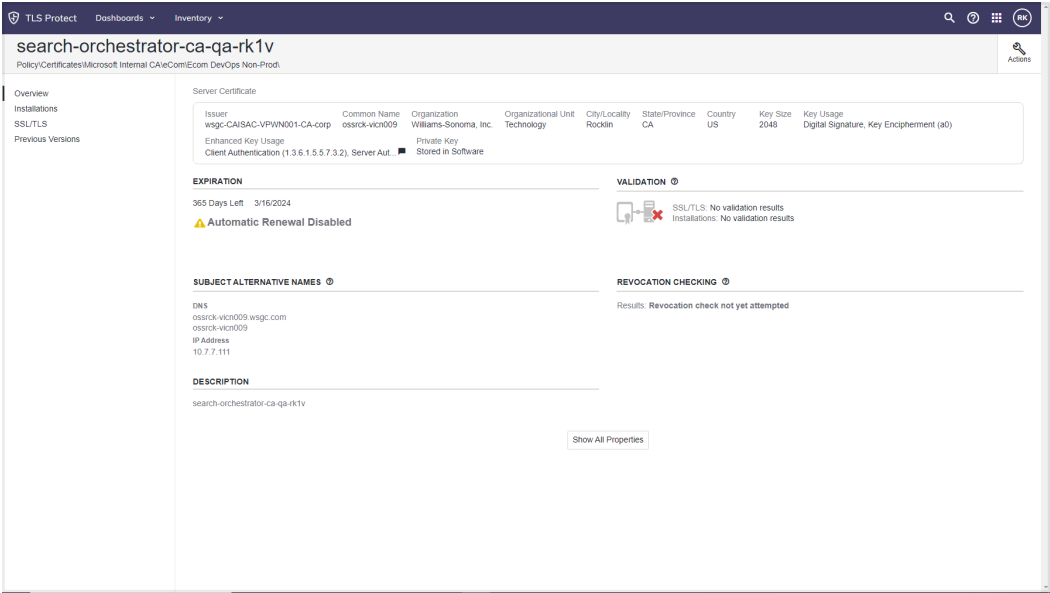 TLS Protect Dashboards Inventory RK
search-orchestrator-ca-qa-rk1v
Policy\Certificates\Microsoft Internal CA\eCom\Ecom DevOps Non-Prod\
Actions
Overview
Installations
SSL/TLS
Previous Versions
Server Certificate
Issuer Common Name Organization Organizational Unit City/Locality State/Province Country Key Size Key Usage
wsgc-CAISAC-VPWN001-CA-corp ossrck-vicn009 Williams-Sonoma, Inc. Technology Rocklin CA US 2048 Digital Signature, Key Encipherment (a0)
Enhanced Key Usage Private Key
Client Authentication (1.3.6.1.5.5.7.3.2), Server Aut... Stored in Software
EXPIRATION
365 Days Left 3/16/2024
Automatic Renewal Disabled
VALIDATION
SSL/TLS: No validation results
Installations: No validation results
SUBJECT ALTERNATIVE NAMES
DNS
ossrck-vicn009.wsgc.com
ossrck-vicn009
IP Address
10.7.7.111
REVOCATION CHECKING
Results: Revocation check not yet attempted
DESCRIPTION
search-orchestrator-ca-qa-rk1v
Show All Properties